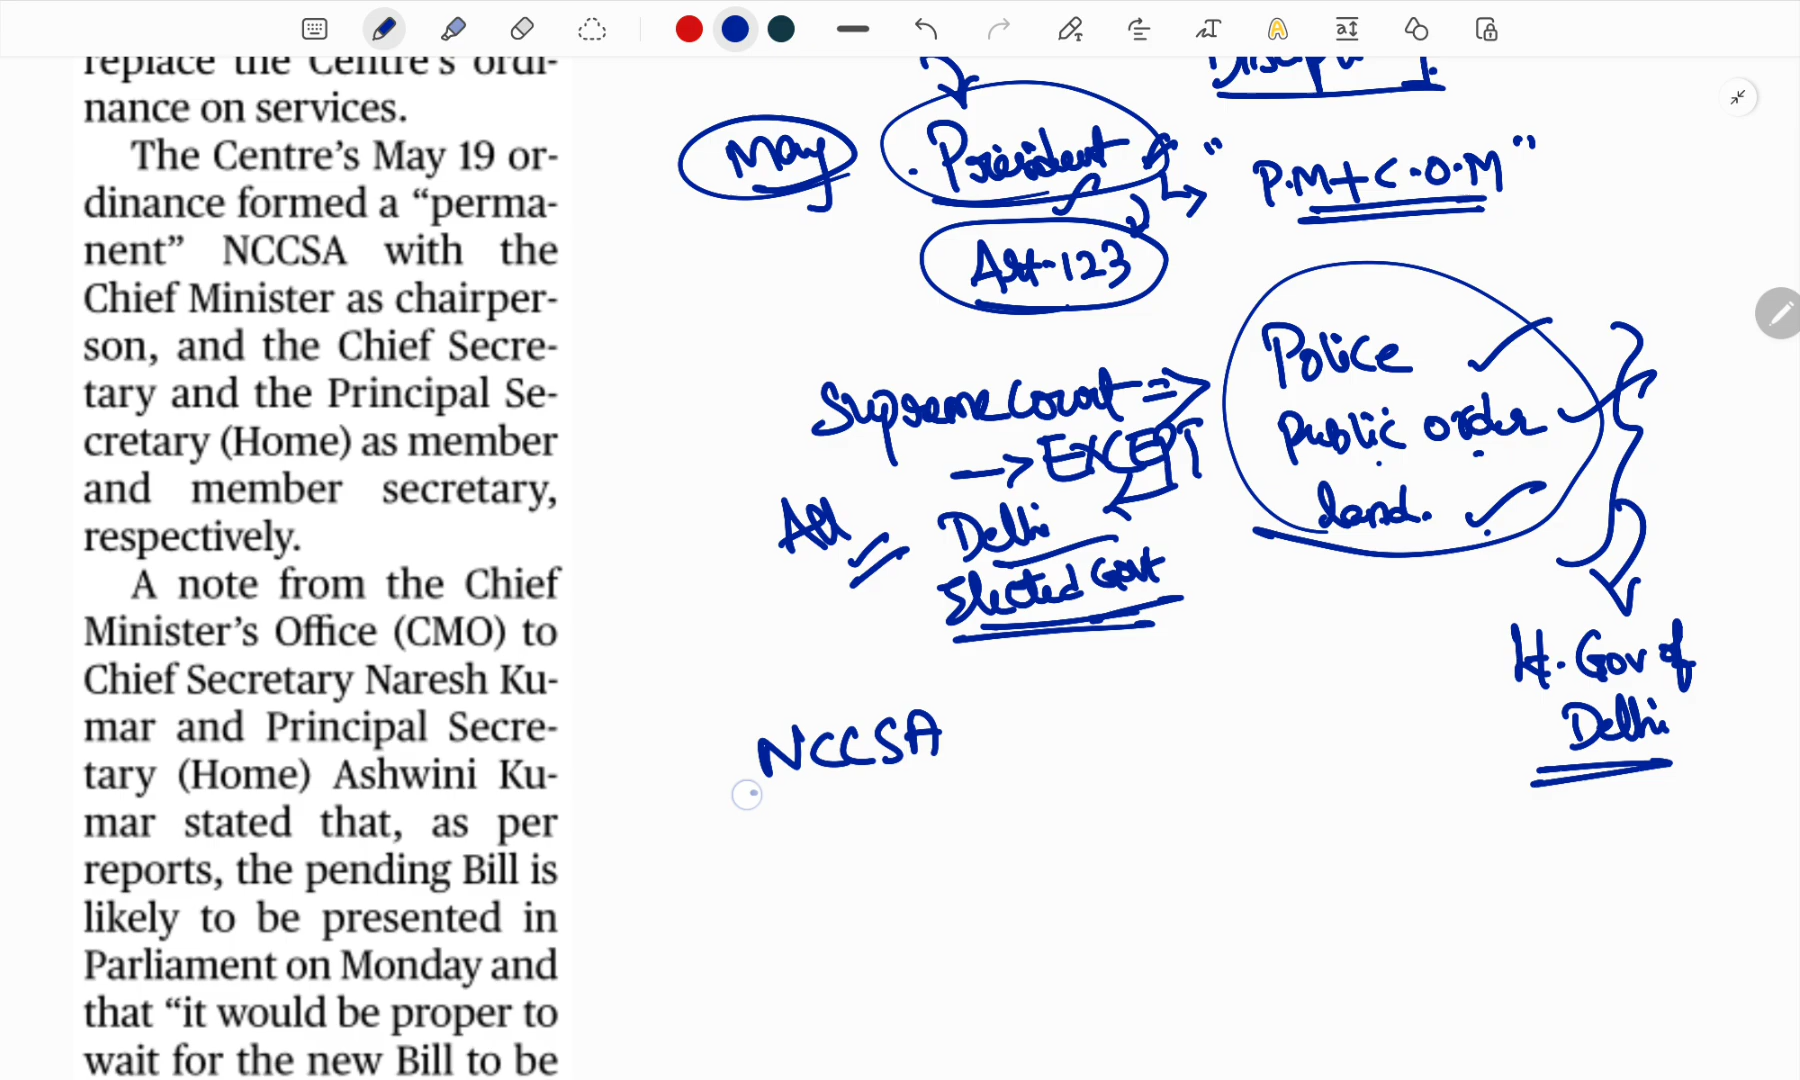 replace the Centre's ordi-
nance on services.
The Centre's May 19 or-
dinance formed a “perma-
nent” NCCSA with the
Chief Minister as chairper-
son, and the Chief Secre-
tary and the Principal Se-
cretary (Home) as member
and member secretary,
respectively.
A note from the Chief
Minister's Office (CMO) to
Chief Secretary Naresh Ku-
mar and Principal Secre-
tary (Home) Ashwini Ku-
mar stated that, as per
reports, the pending Bill is
likely to be presented in
Parliament on Monday and
that “it would be proper to
wait for the new Bill to be
May
President
" P.M+C.O.M "
Art-123
Police
Public order
land.
Supreme Court
EXCEPT
All
Delhi
Elected Govt
Lt. Gov of
Delhi
NCCSA